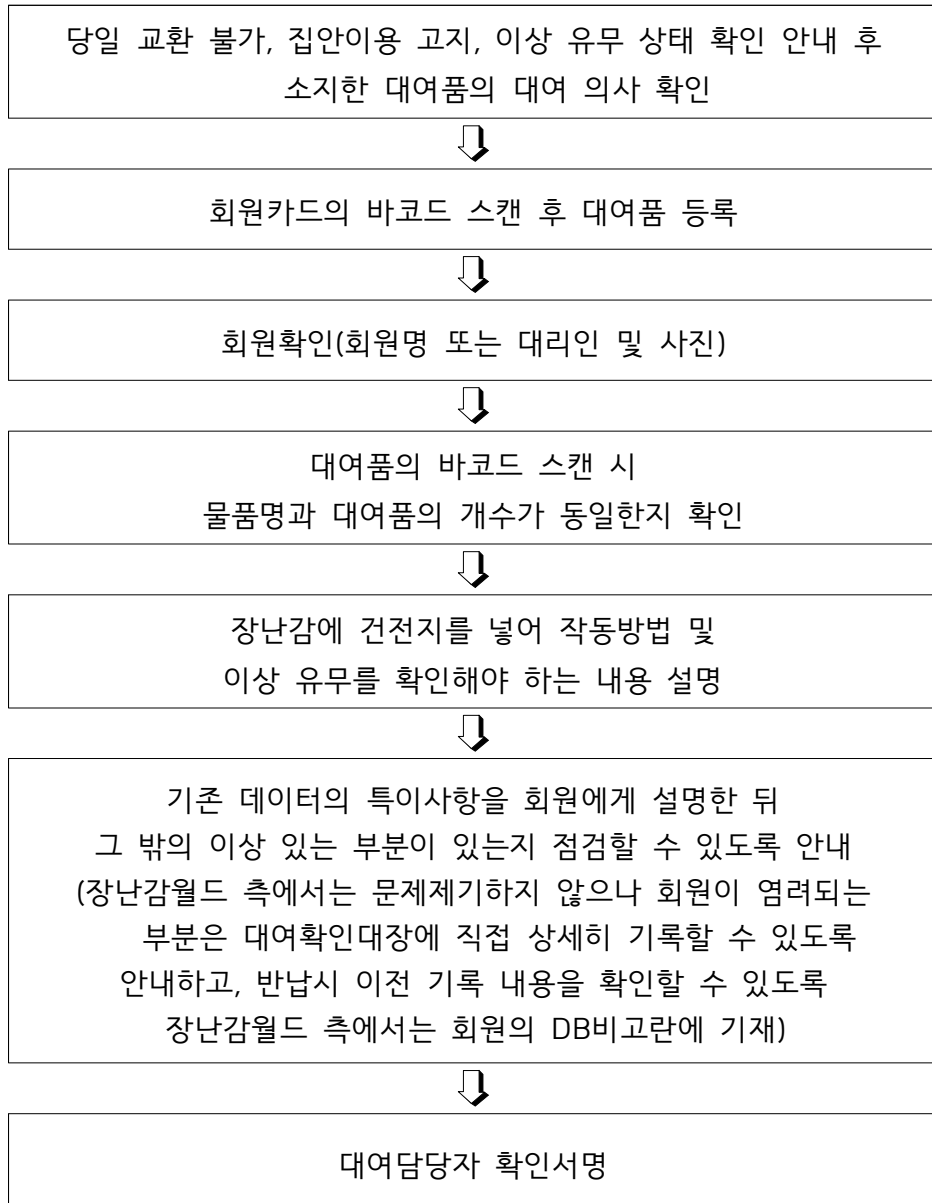 당일 교환 불가, 집안이용 고지, 이상 유무 상태 확인 안내 후
소지한 대여품의 대여 의사 확인
회원카드의 바코드 스캔 후 대여품 등록
회원확인(회원명 또는 대리인 및 사진)
대여품의 바코드 스캔 시
물품명과 대여품의 개수가 동일한지 확인
장난감에 건전지를 넣어 작동방법 및
이상 유무를 확인해야 하는 내용 설명
기존 데이터의 특이사항을 회원에게 설명한 뒤
그 밖의 이상 있는 부분이 있는지 점검할 수 있도록 안내
(장난감월드 측에서는 문제제기하지 않으나 회원이 염려되는
부분은 대여확인대장에 직접 상세히 기록할 수 있도록
안내하고, 반납시 이전 기록 내용을 확인할 수 있도록
장난감월드 측에서는 회원의 DB비고란에 기재)
대여담당자 확인서명